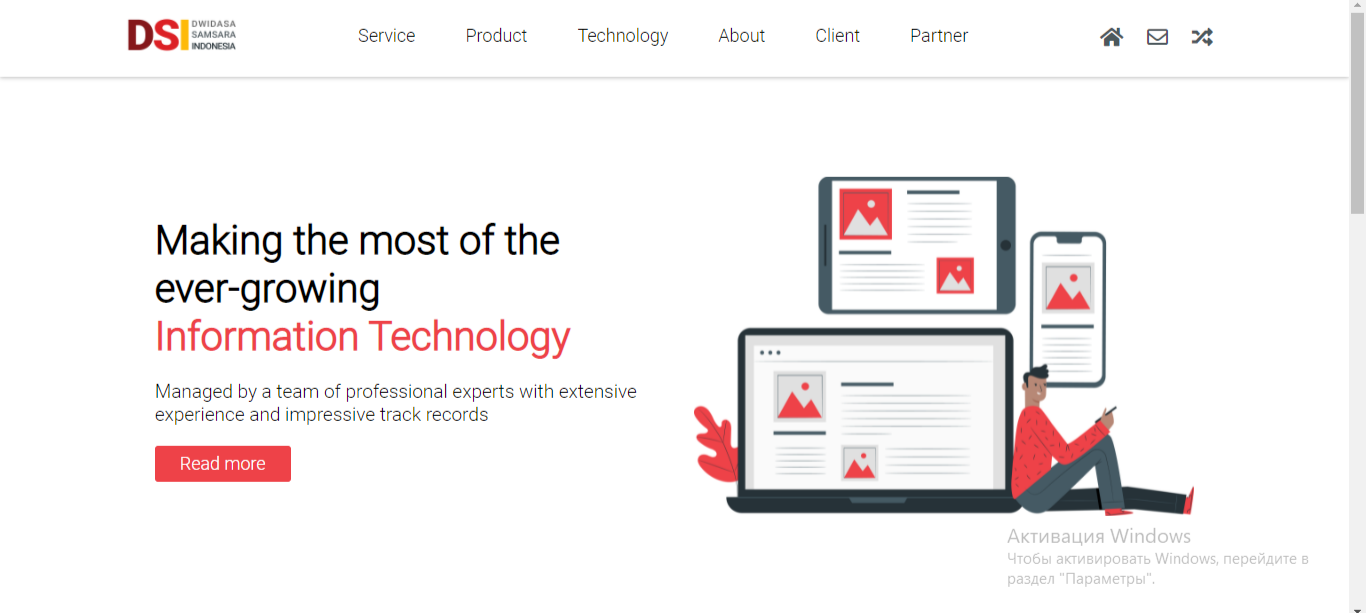 DSI
DWIDASA
SAMSARA
INDONESIA
Service
Product
Technology
About
Client
Partner
Making the most of the
ever-growing
Information Technology
Managed by a team of professional experts with extensive
experience and impressive track records
Read more
Активация Windows
Чтобы активировать Windows, перейдите в
раздел "Параметры".